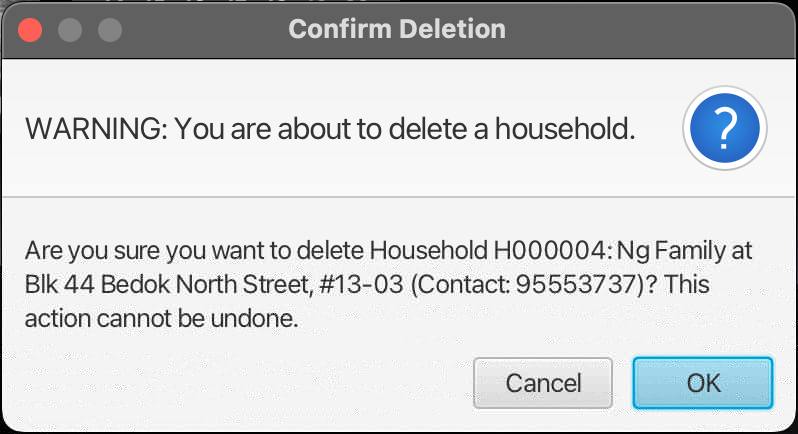 Confirm Deletion
WARNING: You are about to delete a household.
?
Are you sure you want to delete Household H000004: Ng Family at
Blk 44 Bedok North Street, #13-03 (Contact: 95553737)? This
action cannot be undone.
Cancel
OK